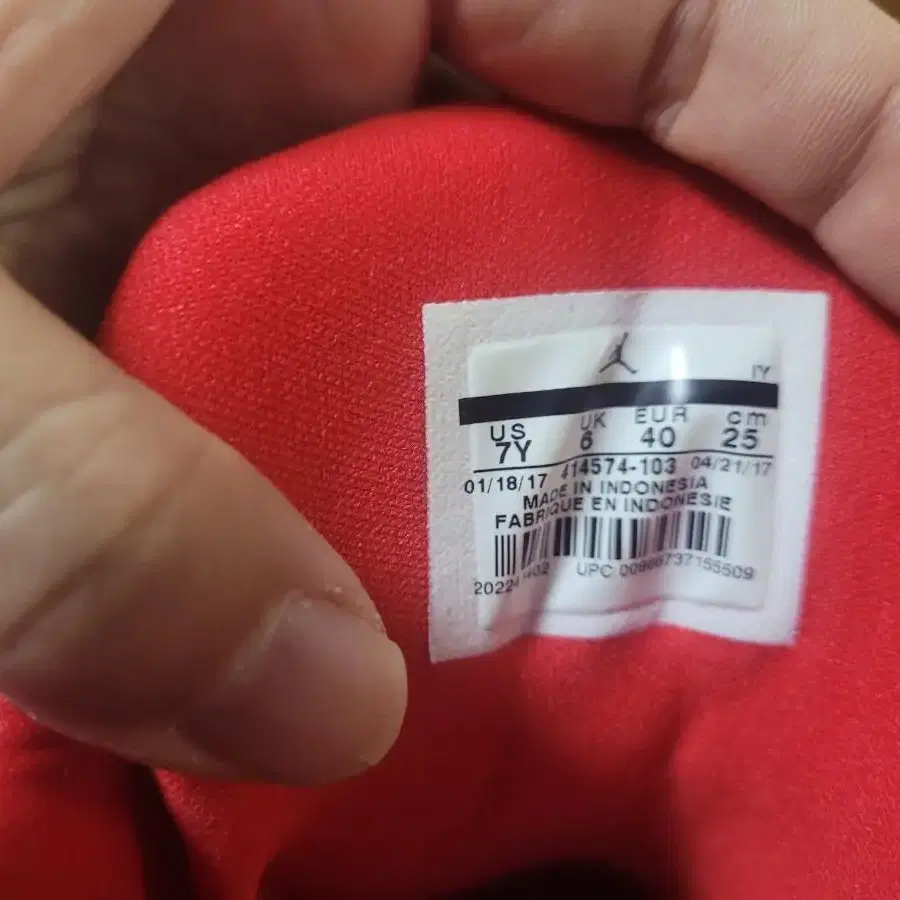 IY
US UK EUR cm
7Y 6 40 25
01/18/17 414574-103 04/21/17
MADE IN INDONESIA
FABRIQUE EN INDONESIE
UPC